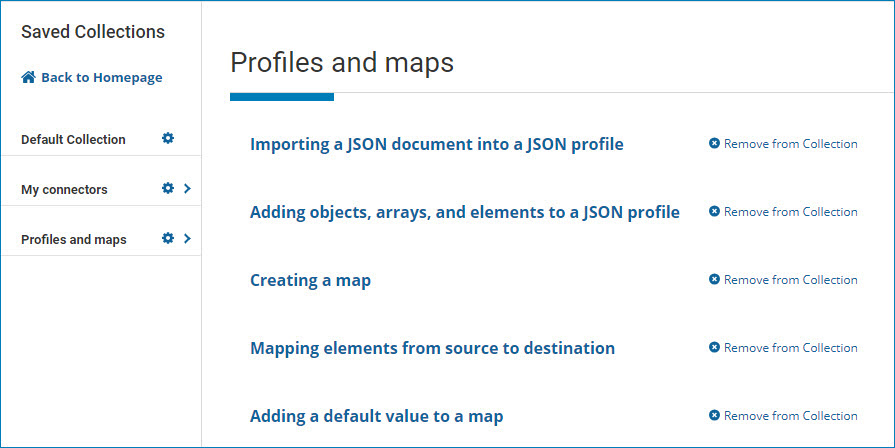 Saved Collections
Back to Homepage
Default Collection
My connectors
Profiles and maps
Profiles and maps
Importing a JSON document into a JSON profile
Remove from Collection
Adding objects, arrays, and elements to a JSON profile
Remove from Collection
Creating a map
Remove from Collection
Mapping elements from source to destination
Remove from Collection
Adding a default value to a map
Remove from Collection